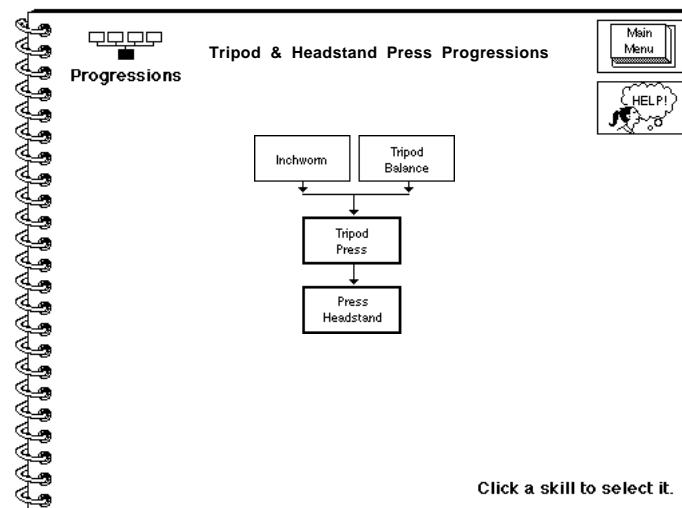 Progressions
Tripod & Headstand Press Progressions
Main
Menu
HELP!
Inchworm
Tripod
Balance
Tripod
Press
Press
Headstand
Click a skill to select it.